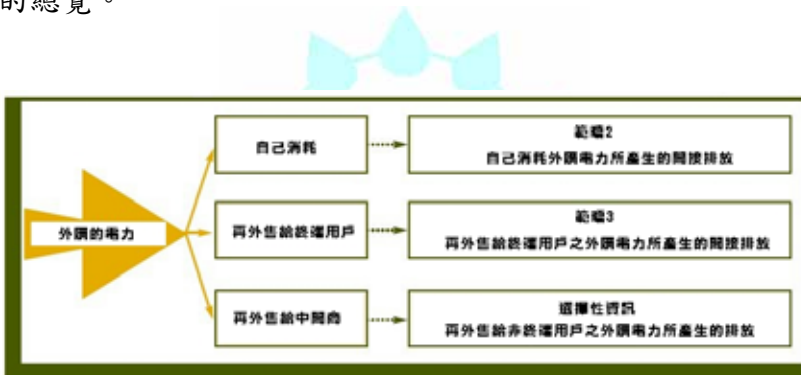 的總覽。
自己消耗
範疇2
自己消耗外購電力所產生的間接排放
外購的電力
再外售給終端用戶
範疇3
再外售給終端用戶之外購電力所產生的間接排放
再外售給中間商
選擇性資訊
再外售給非終端用戶之外購電力所產生的排放